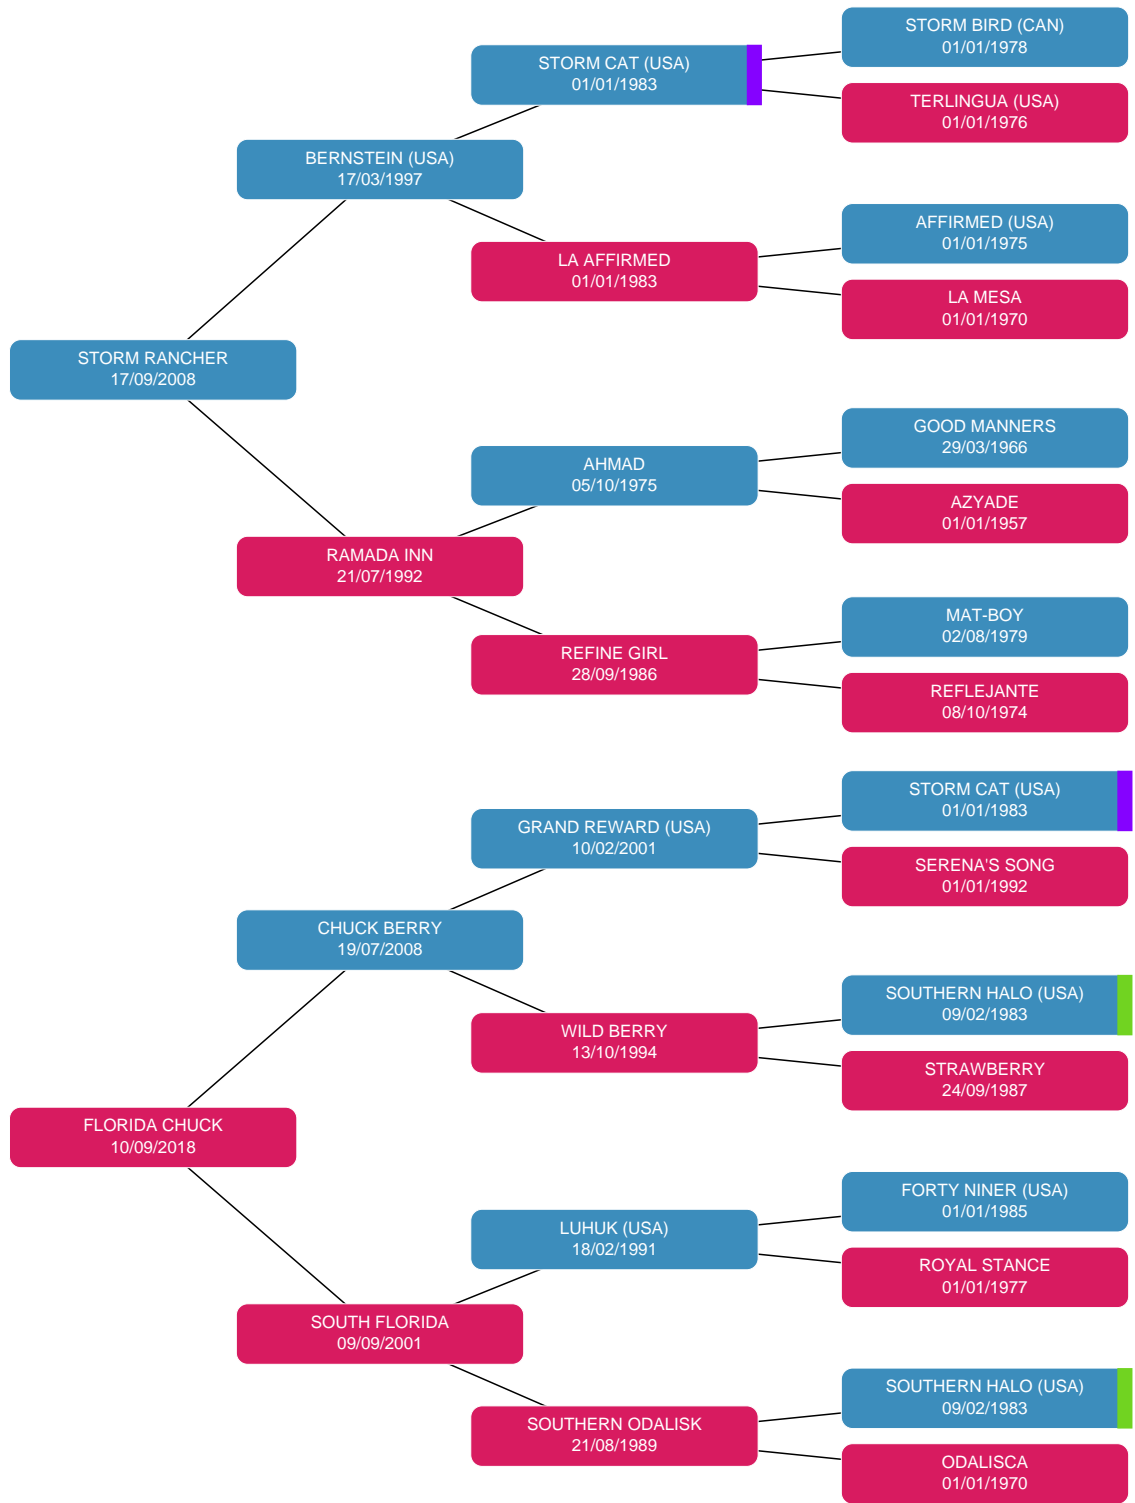 STORM BIRD (CAN)
01/01/1978
STORM CAT (USA)
01/01/1983
TERLINGUA (USA)
01/01/1976
BERNSTEIN (USA)
17/03/1997
AFFIRMED (USA)
01/01/1975
LA AFFIRMED
01/01/1983
LA MESA
01/01/1970
STORM RANCHER
17/09/2008
GOOD MANNERS
29/03/1966
AHMAD
05/10/1975
AZYADE
01/01/1957
RAMADA INN
21/07/1992
MAT-BOY
02/08/1979
REFINE GIRL
28/09/1986
REFLEJANTE
08/10/1974
STORM CAT (USA)
01/01/1983
GRAND REWARD (USA)
10/02/2001
SERENA'S SONG
01/01/1992
CHUCK BERRY
19/07/2008
SOUTHERN HALO (USA)
09/02/1983
WILD BERRY
13/10/1994
STRAWBERRY
24/09/1987
FLORIDA CHUCK
10/09/2018
FORTY NINER (USA)
01/01/1985
LUHUK (USA)
18/02/1991
ROYAL STANCE
01/01/1977
SOUTH FLORIDA
09/09/2001
SOUTHERN HALO (USA)
09/02/1983
SOUTHERN ODALISK
21/08/1989
ODALISCA
01/01/1970